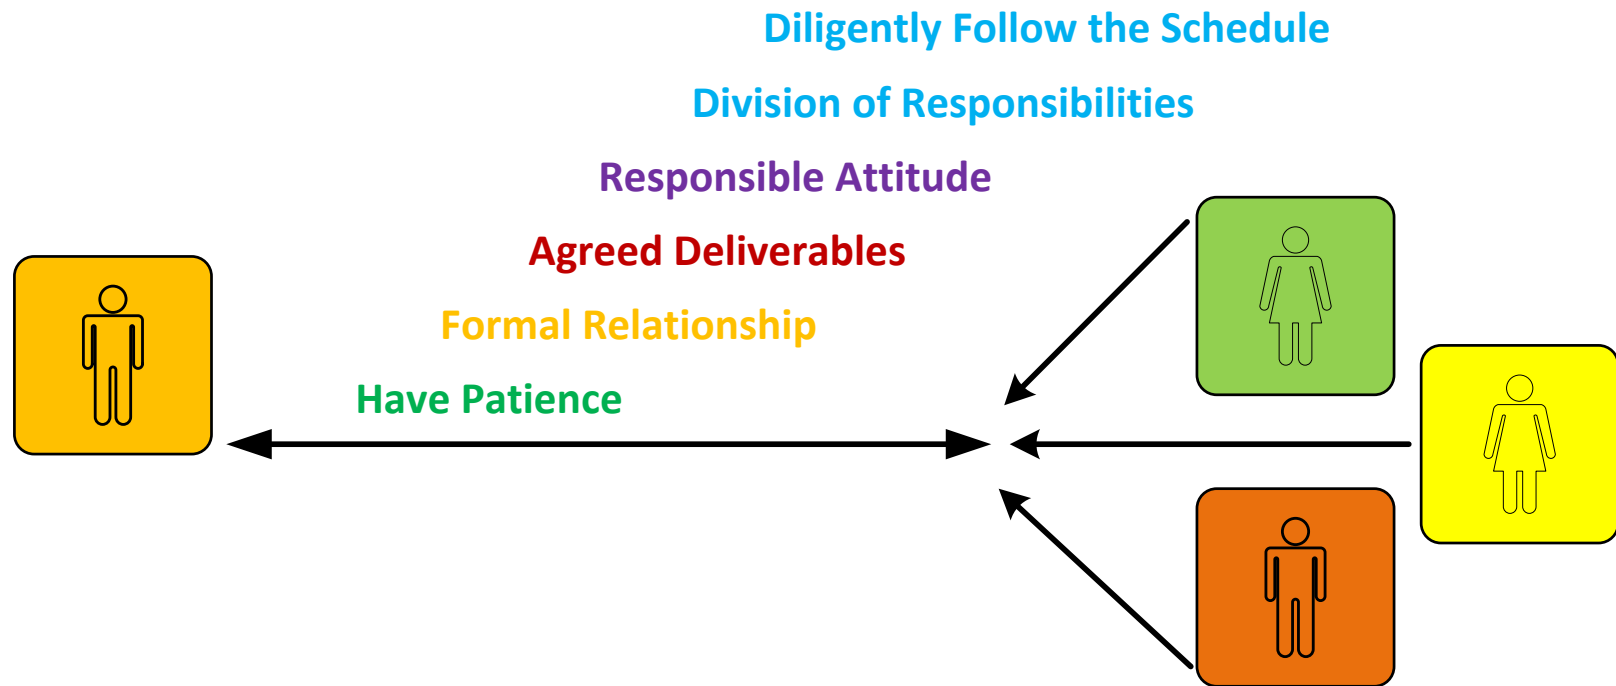 Diligently Follow the Schedule
Division of Responsibilities
Responsible Attitude
Agreed Deliverables
Formal Relationship
Have Patience